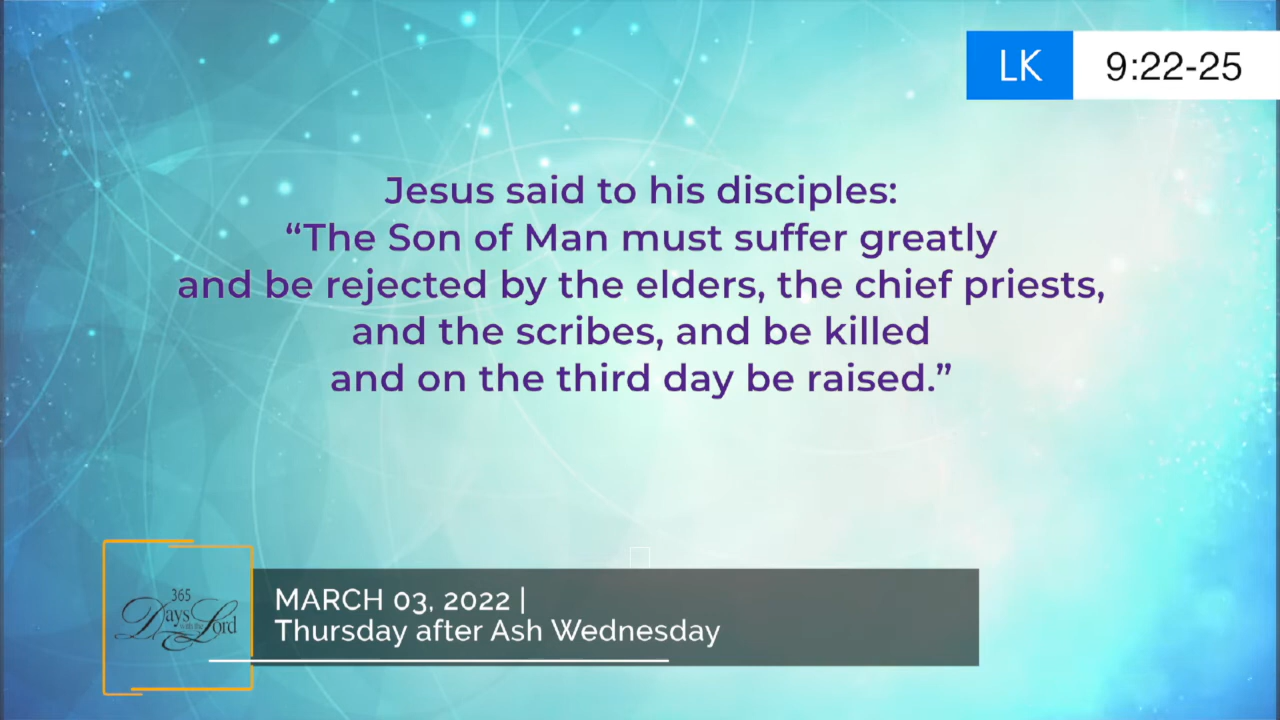 LK 9:22-25
Jesus said to his disciples:
“The Son of Man must suffer greatly
and be rejected by the elders, the chief priests,
and the scribes, and be killed
and on the third day be raised.”
365
Days with the Lord
MARCH 03, 2022 |
Thursday after Ash Wednesday